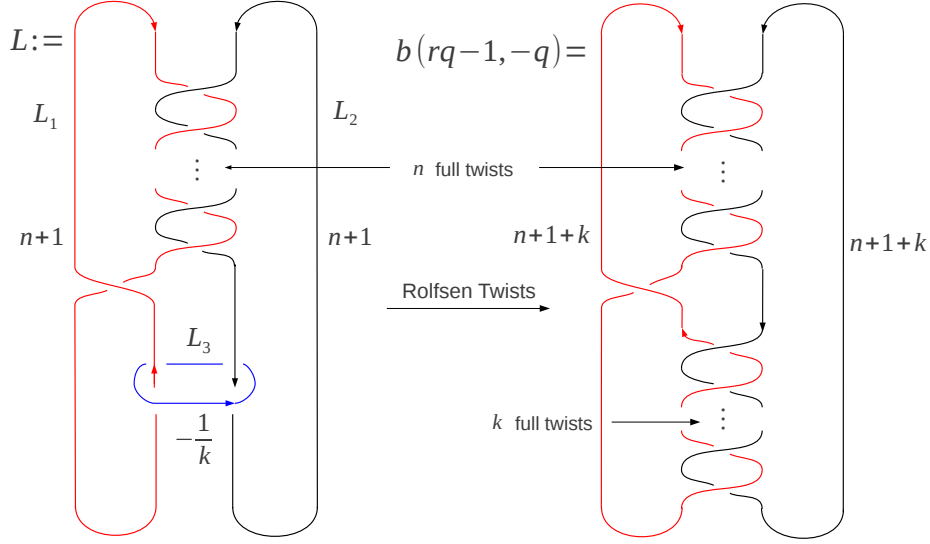 L:=
b(rq−1,−q)=
L₁
L₂
⋮
n full twists
⋮
n+1
n+1
n+1+k
n+1+k
Rolfsen Twists
L₃
−1/k
k full twists
⋮